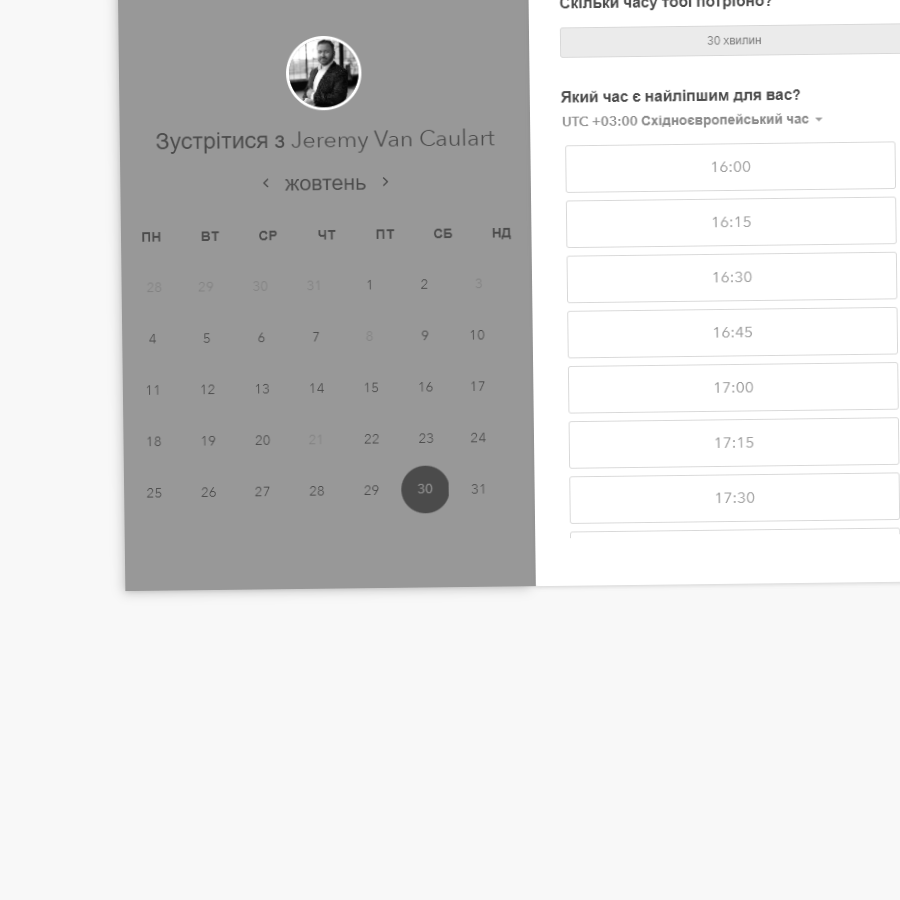 Зустрітися з Jeremy Van Caulart
жовтень
ПН ВТ СР ЧТ ПТ СБ НД
28 29 30 31 1 2 3
4 5 6 7 8 9 10
11 12 13 14 15 16 17
18 19 20 21 22 23 24
25 26 27 28 29 30 31
Скільки часу тобі потрібно?
30 хвилин
Який час є найліпшим для вас?
UTC +03:00 Східноєвропейський час
16:00
16:15
16:30
16:45
17:00
17:15
17:30